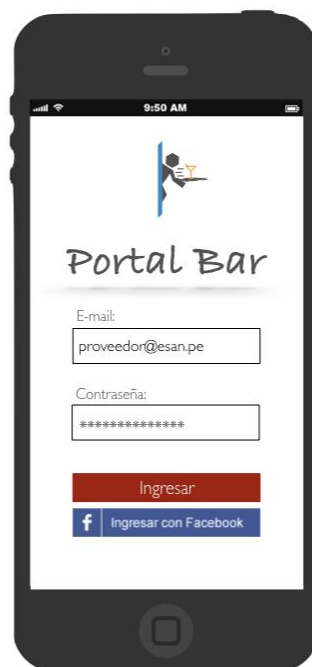 9:50 AM
Portal Bar
E-mail:
proveedor@esan.pe
Contraseña:
**************
Ingresar
f Ingresar con Facebook